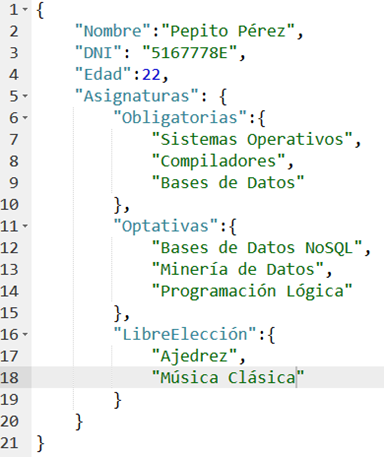 1 {
2 "Nombre":"Pepito Pérez",
3 "DNI": "5167778E",
4 "Edad":22,
5 "Asignaturas": {
6 "Obligatorias":{
7 "Sistemas Operativos",
8 "Compiladores",
9 "Bases de Datos"
10 },
11 "Optativas":{
12 "Bases de Datos NoSQL",
13 "Minería de Datos",
14 "Programación Lógica"
15 },
16 "LibreElección":{
17 "Ajedrez",
18 "Música Clásica"
19 }
20 }
21 }